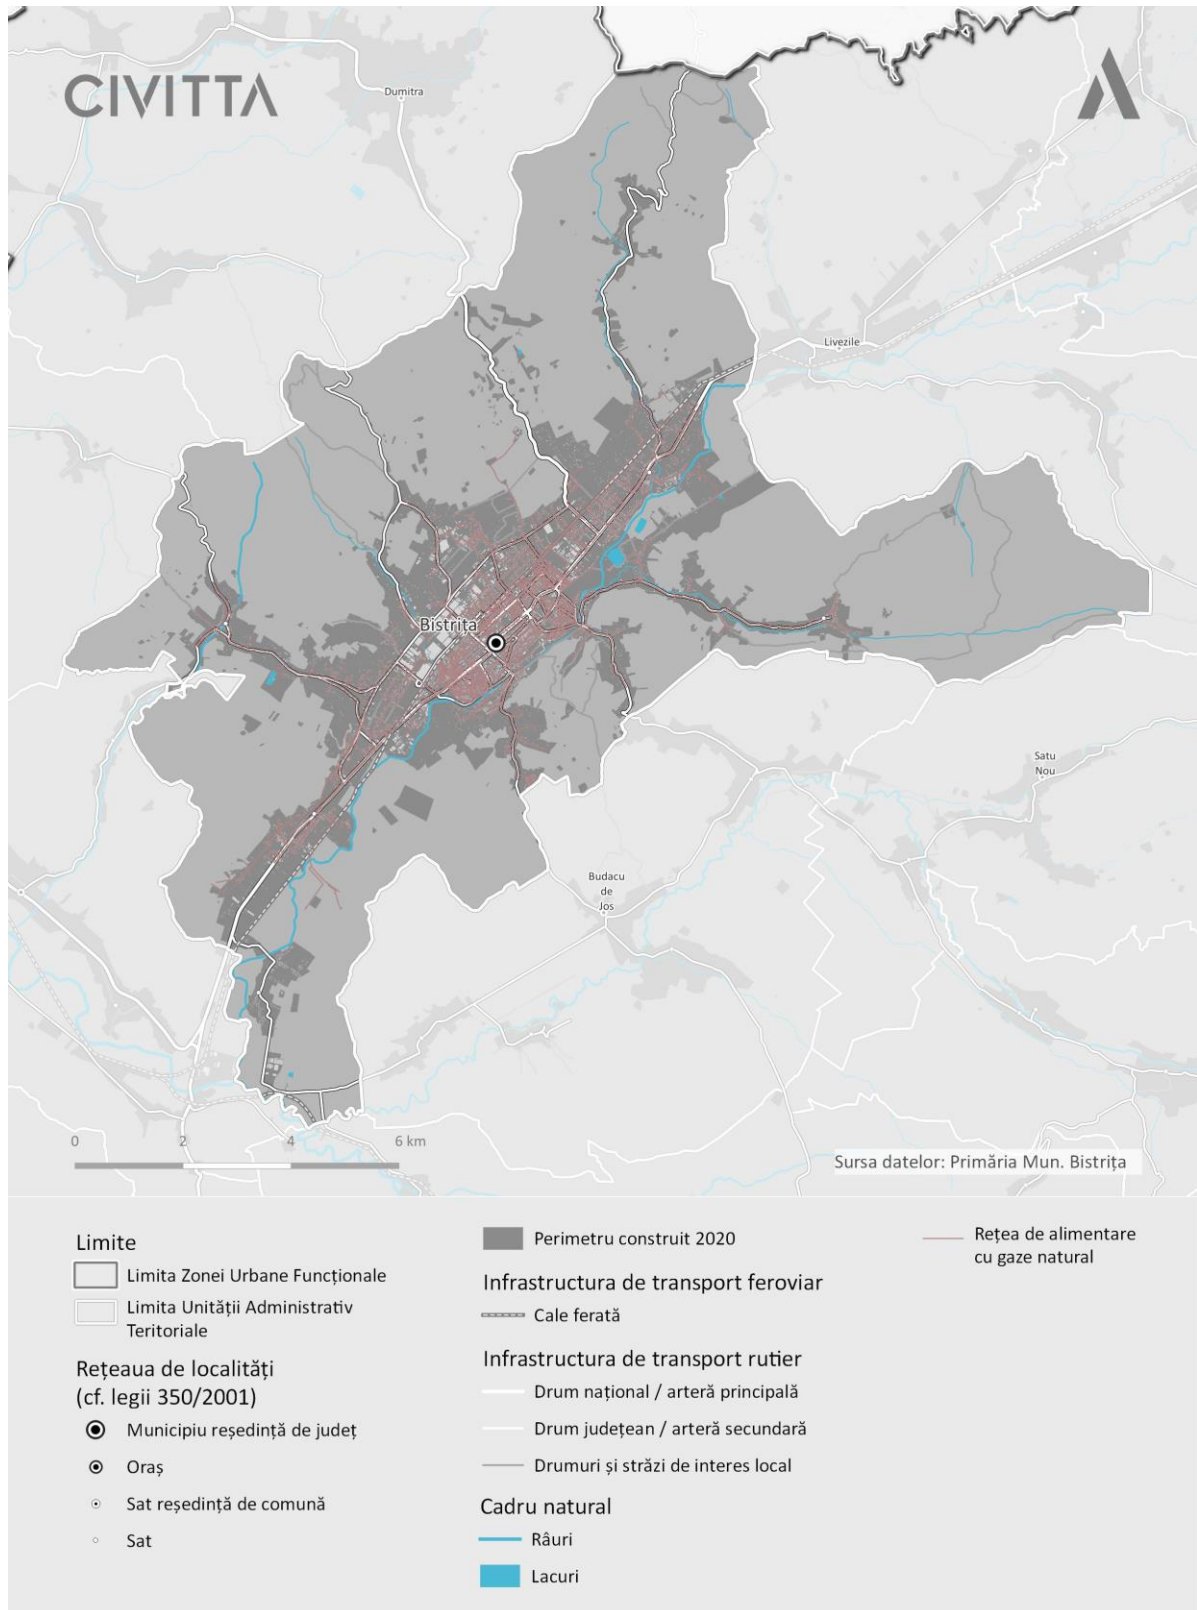 CIVITTA
Dumitra
Livezile
Bistrița
Satu
Nou
Budacu
de
Jos
0 2 4 6 km
Sursa datelor: Primăria Mun. Bistrița
Limite
Limita Zonei Urbane Funcționale
Limita Unității Administrativ
Teritoriale
Rețeaua de localități
(cf. legii 350/2001)
Municipiu reședință de județ
Oraș
Sat reședință de comună
Sat
Perimetru construit 2020
Infrastructura de transport feroviar
Cale ferată
Infrastructura de transport rutier
Drum național / arteră principală
Drum județean / arteră secundară
Drumuri și străzi de interes local
Cadru natural
Râuri
Lacuri
Rețea de alimentare
cu gaze natural